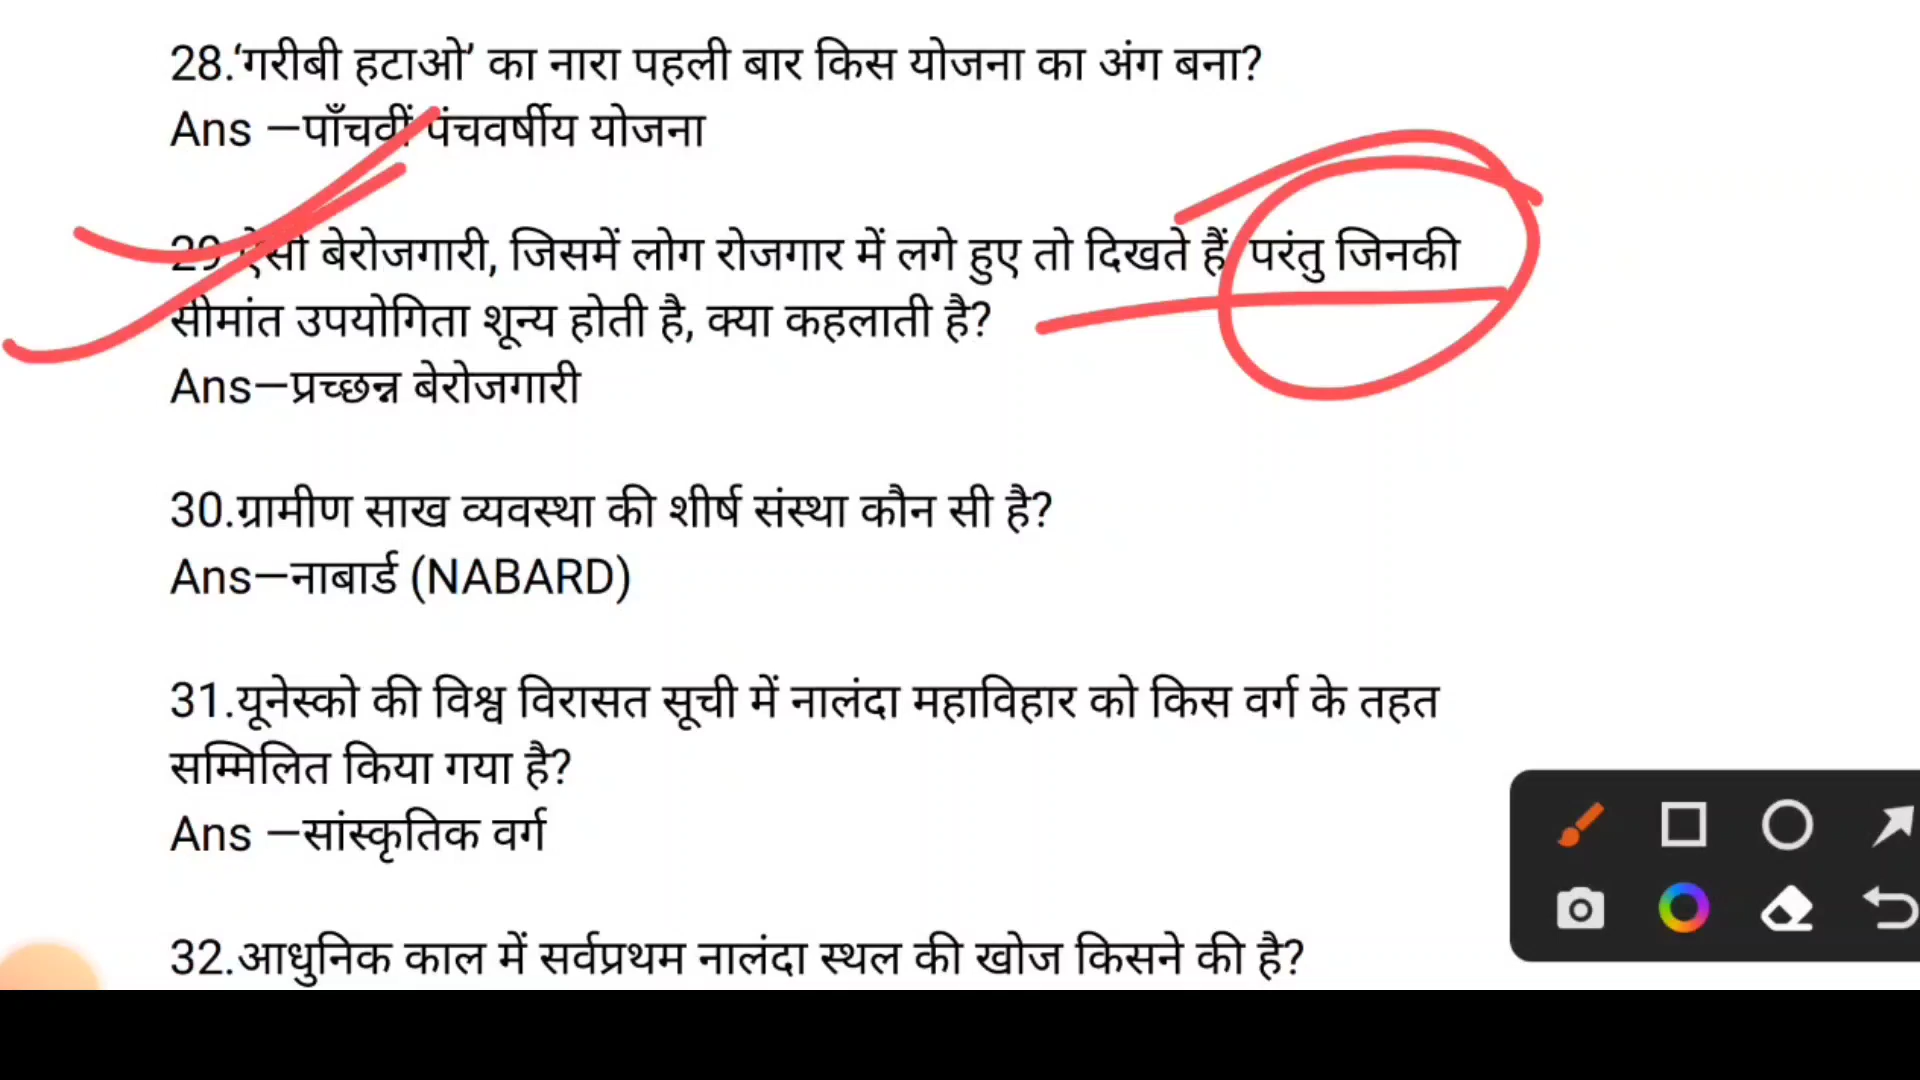 28.‘गरीबी हटाओ’ का नारा पहली बार किस योजना का अंग बना?
Ans —पाँचवीं पंचवर्षीय योजना
29.ऐसी बेरोजगारी, जिसमें लोग रोजगार में लगे हुए तो दिखते हैं, परंतु जिनकी
सीमांत उपयोगिता शून्य होती है, क्या कहलाती है?
Ans—प्रच्छन्न बेरोजगारी
30.ग्रामीण साख व्यवस्था की शीर्ष संस्था कौन सी है?
Ans—नाबार्ड (NABARD)
31.यूनेस्को की विश्व विरासत सूची में नालंदा महाविहार को किस वर्ग के तहत
सम्मिलित किया गया है?
Ans —सांस्कृतिक वर्ग
32.आधुनिक काल में सर्वप्रथम नालंदा स्थल की खोज किसने की है?